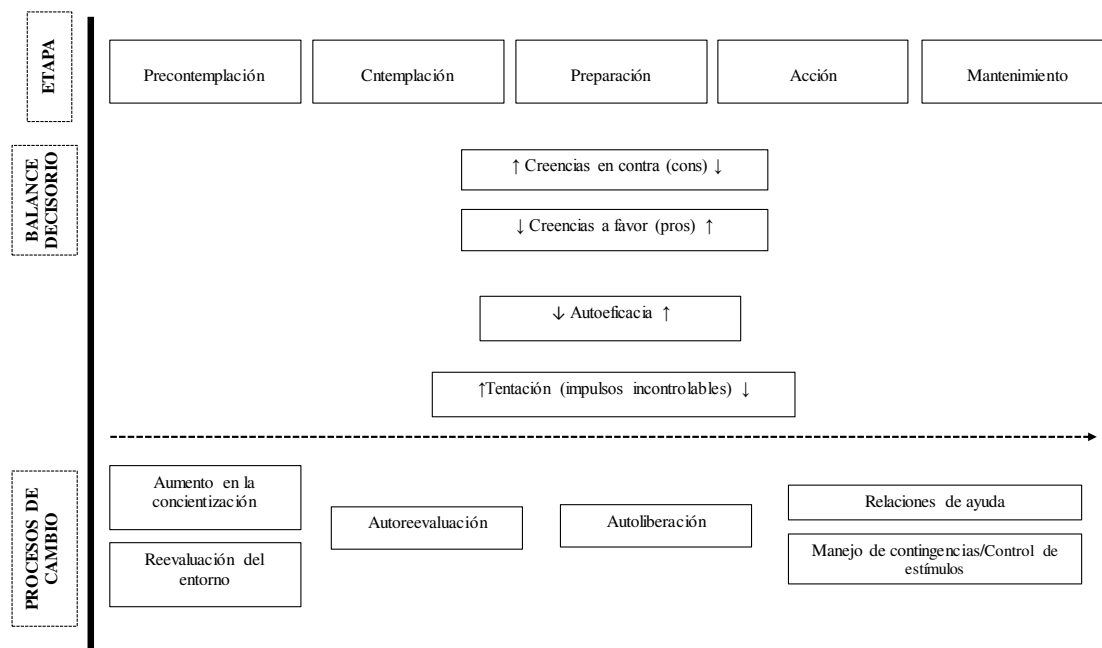 ETAPA
Precontemplación
Cntemplación
Preparación
Acción
Mantenimiento
BALANCE
DECISORIO
↑ Creencias en contra (cons) ↓
↓ Creencias a favor (pros) ↑
↓ Autoeficacia ↑
↑Tentación (impulsos incontrolables) ↓
PROCESOS DE
CAMBIO
Aumento en la
concientización
Reevaluación del
entorno
Autoreevaluación
Autoliberación
Relaciones de ayuda
Manejo de contingencias/Control de
estímulos